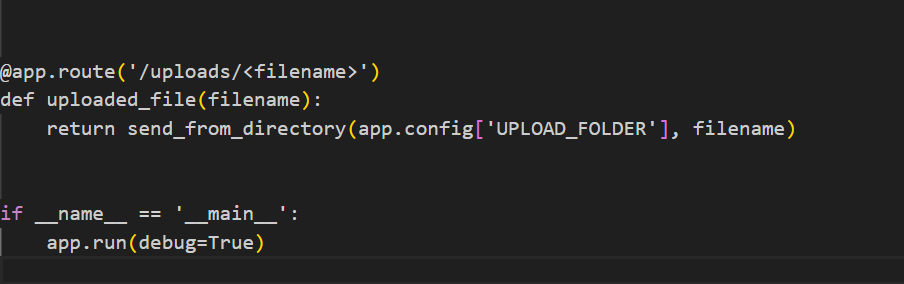 @app.route('/uploads/<filename>')
def uploaded_file(filename):
    return send_from_directory(app.config['UPLOAD_FOLDER'], filename)
if __name__ == '__main__':
    app.run(debug=True)